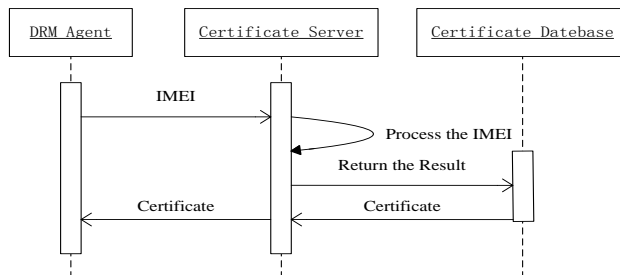 DRM Agent
Certificate Server
Certificate Datebase
IMEI
Process the IMEI
Return the Result
Certificate
Certificate